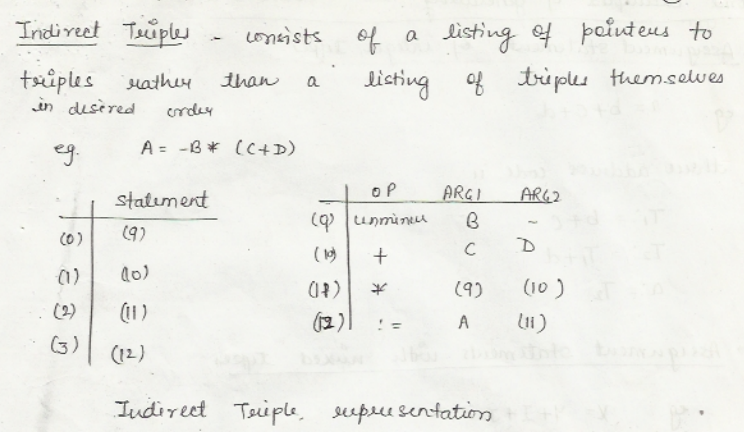 Indirect Triples - consists of a listing of pointers to
triples rather than a listing of triples themselves
in desired order
eg. A = -B * (C+D)
statement
(0) (9)
(1) (10)
(2) (11)
(3) (12)
OP ARG1 ARG2
(9) unminus B -
(10) + C D
(11) * (9) (10)
(12) := A (11)
Indirect Triple representation